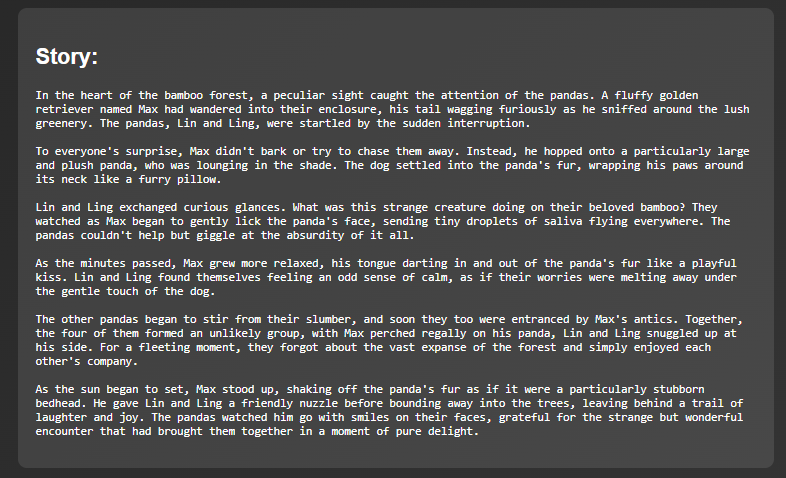 Story:
In the heart of the bamboo forest, a peculiar sight caught the attention of the pandas. A fluffy golden
retriever named Max had wandered into their enclosure, his tail wagging furiously as he sniffed around the lush
greenery. The pandas, Lin and Ling, were startled by the sudden interruption.
To everyone's surprise, Max didn't bark or try to chase them away. Instead, he hopped onto a particularly large
and plush panda, who was lounging in the shade. The dog settled into the panda's fur, wrapping his paws around
its neck like a furry pillow.
Lin and Ling exchanged curious glances. What was this strange creature doing on their beloved bamboo? They
watched as Max began to gently lick the panda's face, sending tiny droplets of saliva flying everywhere. The
pandas couldn't help but giggle at the absurdity of it all.
As the minutes passed, Max grew more relaxed, his tongue darting in and out of the panda's fur like a playful
kiss. Lin and Ling found themselves feeling an odd sense of calm, as if their worries were melting away under
the gentle touch of the dog.
The other pandas began to stir from their slumber, and soon they too were entranced by Max's antics. Together,
the four of them formed an unlikely group, with Max perched regally on his panda, Lin and Ling snuggled up at
his side. For a fleeting moment, they forgot about the vast expanse of the forest and simply enjoyed each
other's company.
As the sun began to set, Max stood up, shaking off the panda's fur as if it were a particularly stubborn
bedhead. He gave Lin and Ling a friendly nuzzle before bounding away into the trees, leaving behind a trail of
laughter and joy. The pandas watched him go with smiles on their faces, grateful for the strange but wonderful
encounter that had brought them together in a moment of pure delight.